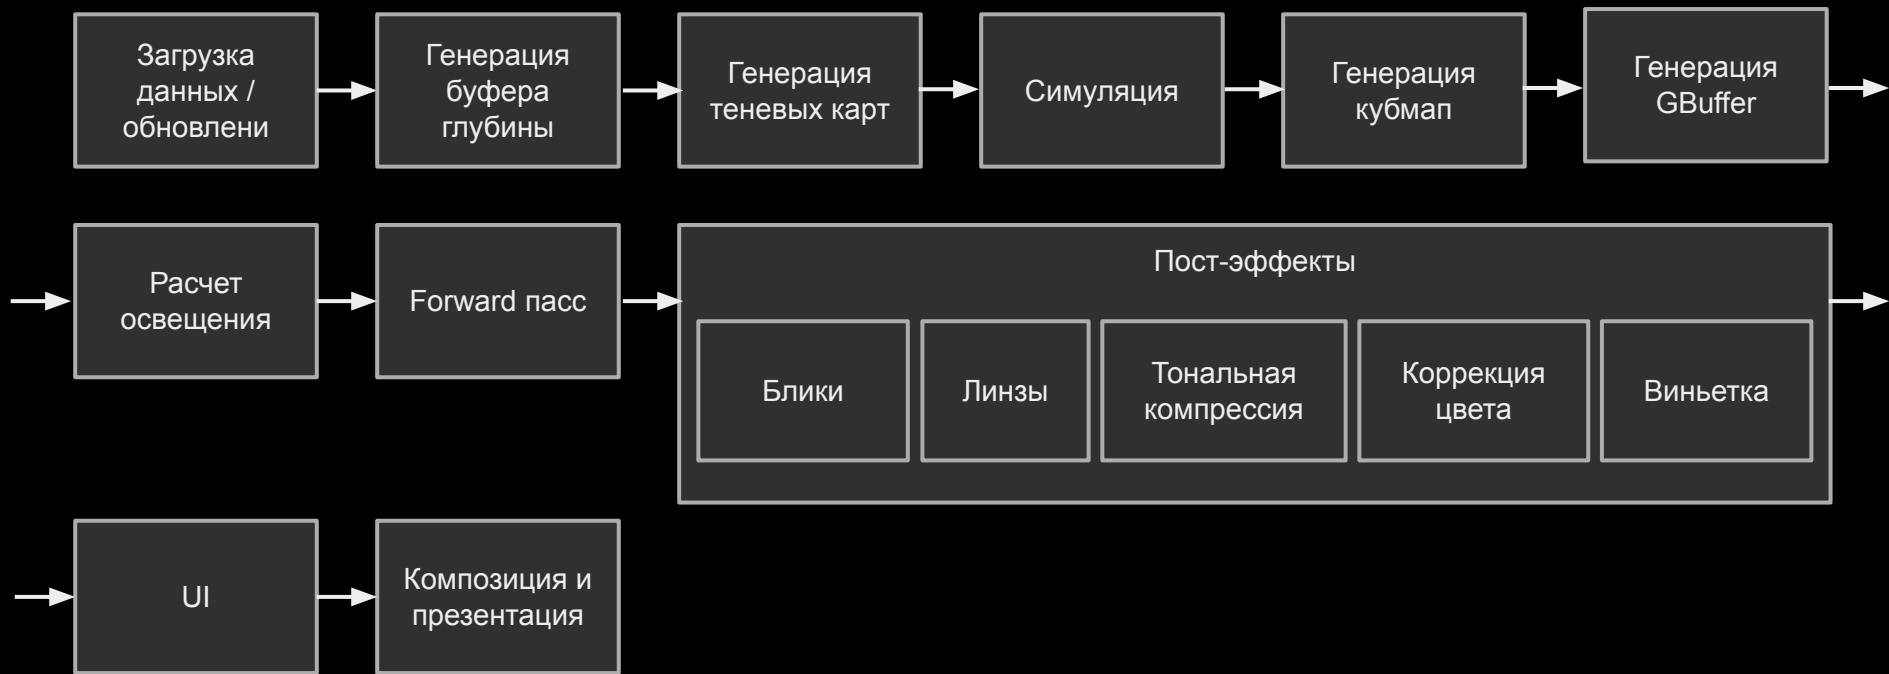 Загрузка
данных /
обновлени
Генерация
буфера
глубины
Генерация
теневых карт
Симуляция
Генерация
кубмап
Генерация
GBuffer
Расчет
освещения
Forward пасс
Пост-эффекты
Блики
Линзы
Тональная
компрессия
Коррекция
цвета
Виньетка
UI
Композиция и
презентация